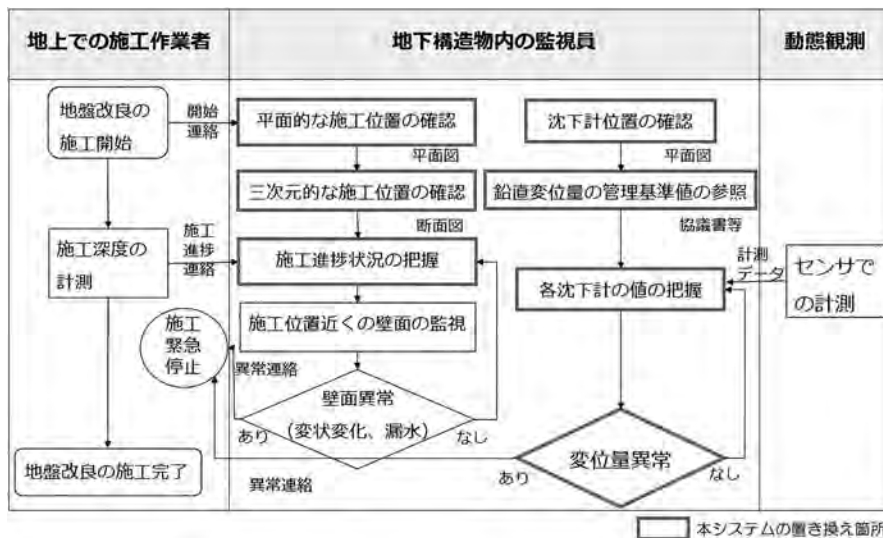 地上での施工作業者
地下構造物内の監視員
動態観測
地盤改良の
施工開始
開始
連絡
平面的な施工位置の確認
平面図
三次元的な施工位置の確認
断面図
施工深度の
計測
施工
進捗
連絡
施工進捗状況の把握
施工位置近くの壁面の監視
施工
緊急
停止
異常連絡
壁面異常
(変状変化、漏水)
あり
なし
地盤改良の施工完了
沈下計位置の確認
平面図
鉛直変位量の管理基準値の参照
協議書等
各沈下計の値の把握
計測
データ
センサで
の計測
変位量異常
あり
なし
異常連絡
本システムの置き換え箇所